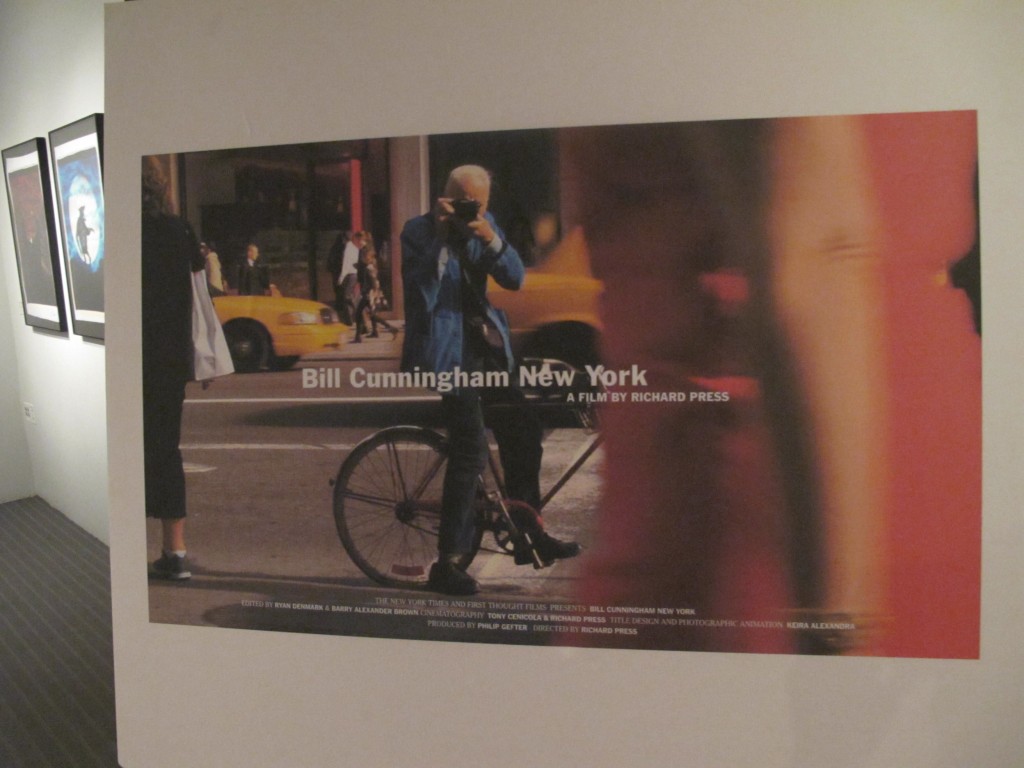 Bill Cunningham New York
A FILM BY RICHARD PRESS
THE NEW YORK TIMES AND FIRST THOUGHT FILMS PRESENTS BILL CUNNINGHAM NEW YORK
EDITED BY RYAN DENMARK & BARRY ALEXANDER BROWN CINEMATOGRAPHY TONY CENICOLA & RICHARD PRESS TITLE DESIGN AND PHOTOGRAPHIC ANIMATION KEIRA ALEXANDRA
PRODUCED BY PHILIP GEFTER DIRECTED BY RICHARD PRESS